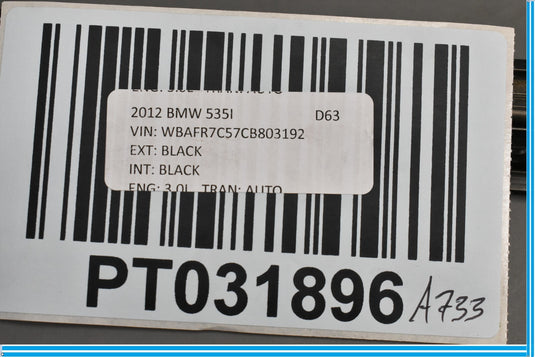 2012 BMW 535I D63
VIN: WBAFR7C57CB803192
EXT: BLACK
INT: BLACK
ENG: 3.0L TRAN: AUTO
PT031896 A733